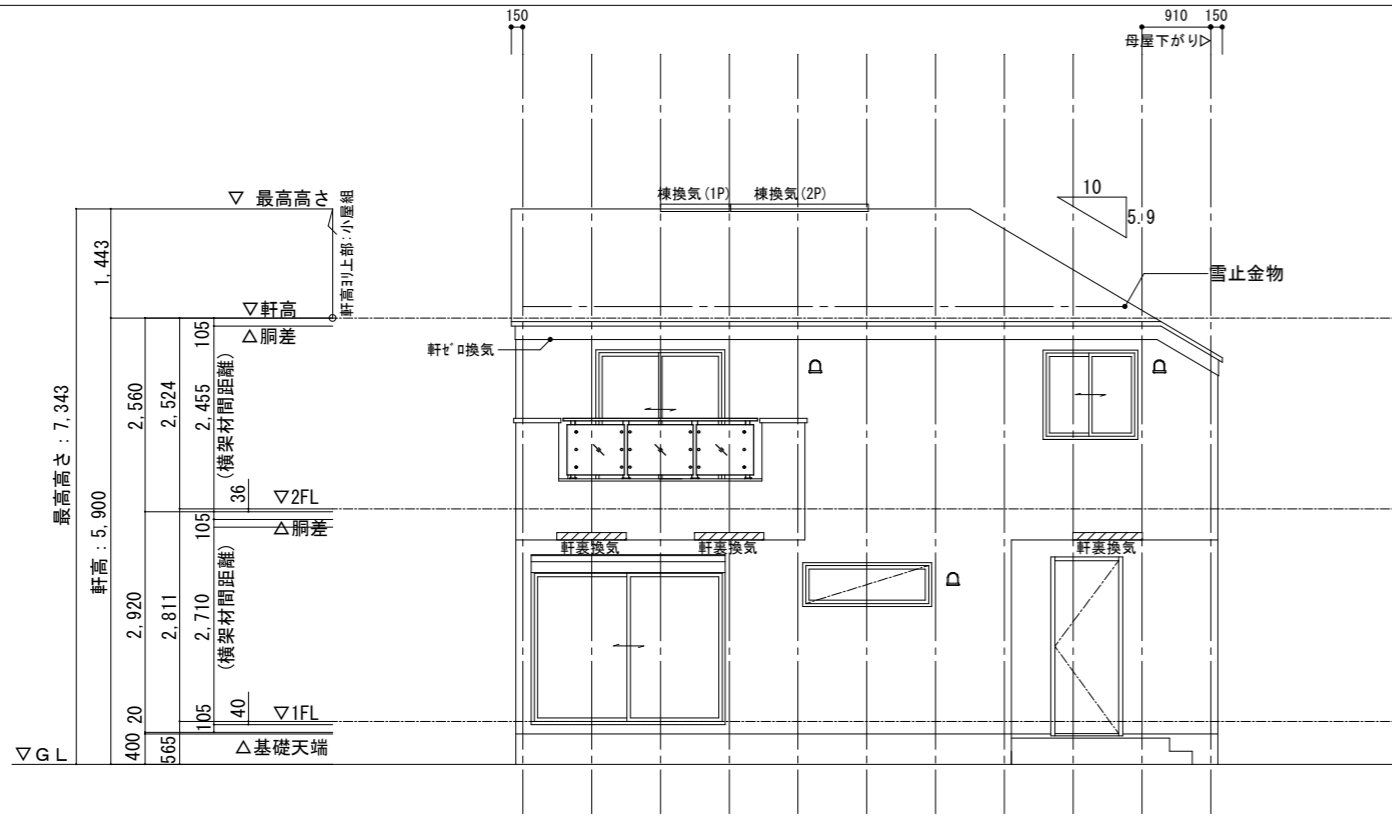 150
910 150
母屋下がり▷
棟換気(1P) 棟換気(2P)
10
5.9
雪止金物
▽ 最高高さ
軒高ﾖﾘ上部:小屋組
1,443
▽軒高
△胴差
105
軒ｾﾞﾛ換気
最高高さ：7,343
軒高：5,900
2,560
2,524
2,455
(横架材間距離)
36
▽2FL
△胴差
105
軒裏換気
軒裏換気
軒裏換気
2,920
2,811
2,710
(横架材間距離)
40
▽1FL
105
20
400
565
△基礎天端
▽GL